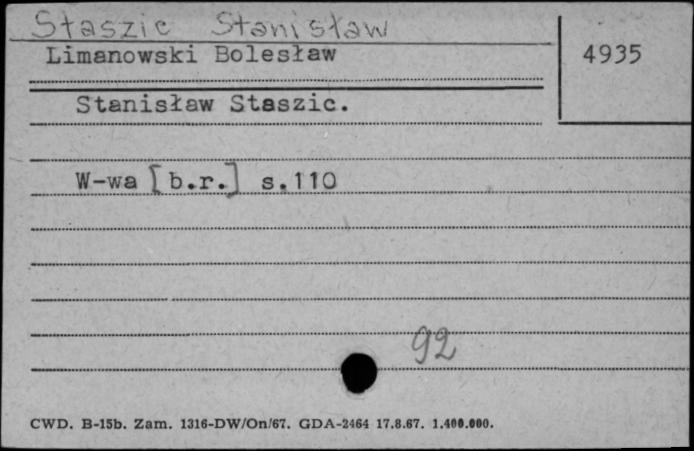 Staszic Stanisław
Limanowski Bolesław
4935
Stanisław Staszic.
W-wa [b.r.] s.110
92
CWD. B-15b. Zam. 1316-DW/On/67. GDA-2464 17.8.67. 1.400.000.